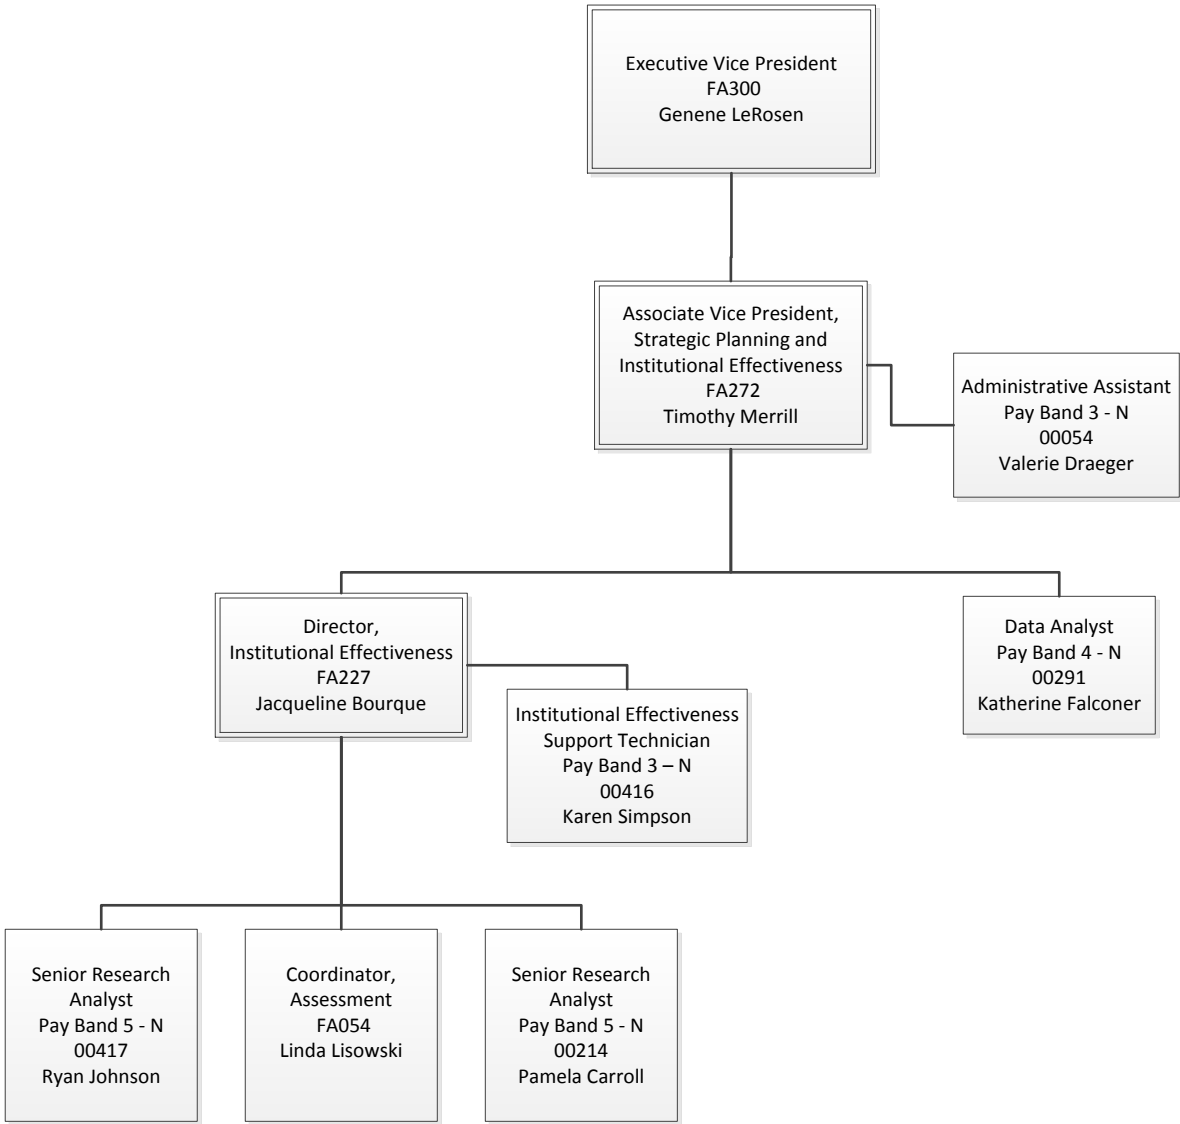 Executive Vice President
FA300
Genene LeRosen
Associate Vice President,
Strategic Planning and
Institutional Effectiveness
FA272
Timothy Merrill
Administrative Assistant
Pay Band 3 - N
00054
Valerie Draeger
Director,
Institutional Effectiveness
FA227
Jacqueline Bourque
Institutional Effectiveness
Support Technician
Pay Band 3 – N
00416
Karen Simpson
Data Analyst
Pay Band 4 - N
00291
Katherine Falconer
Senior Research
Analyst
Pay Band 5 - N
00417
Ryan Johnson
Coordinator,
Assessment
FA054
Linda Lisowski
Senior Research
Analyst
Pay Band 5 - N
00214
Pamela Carroll